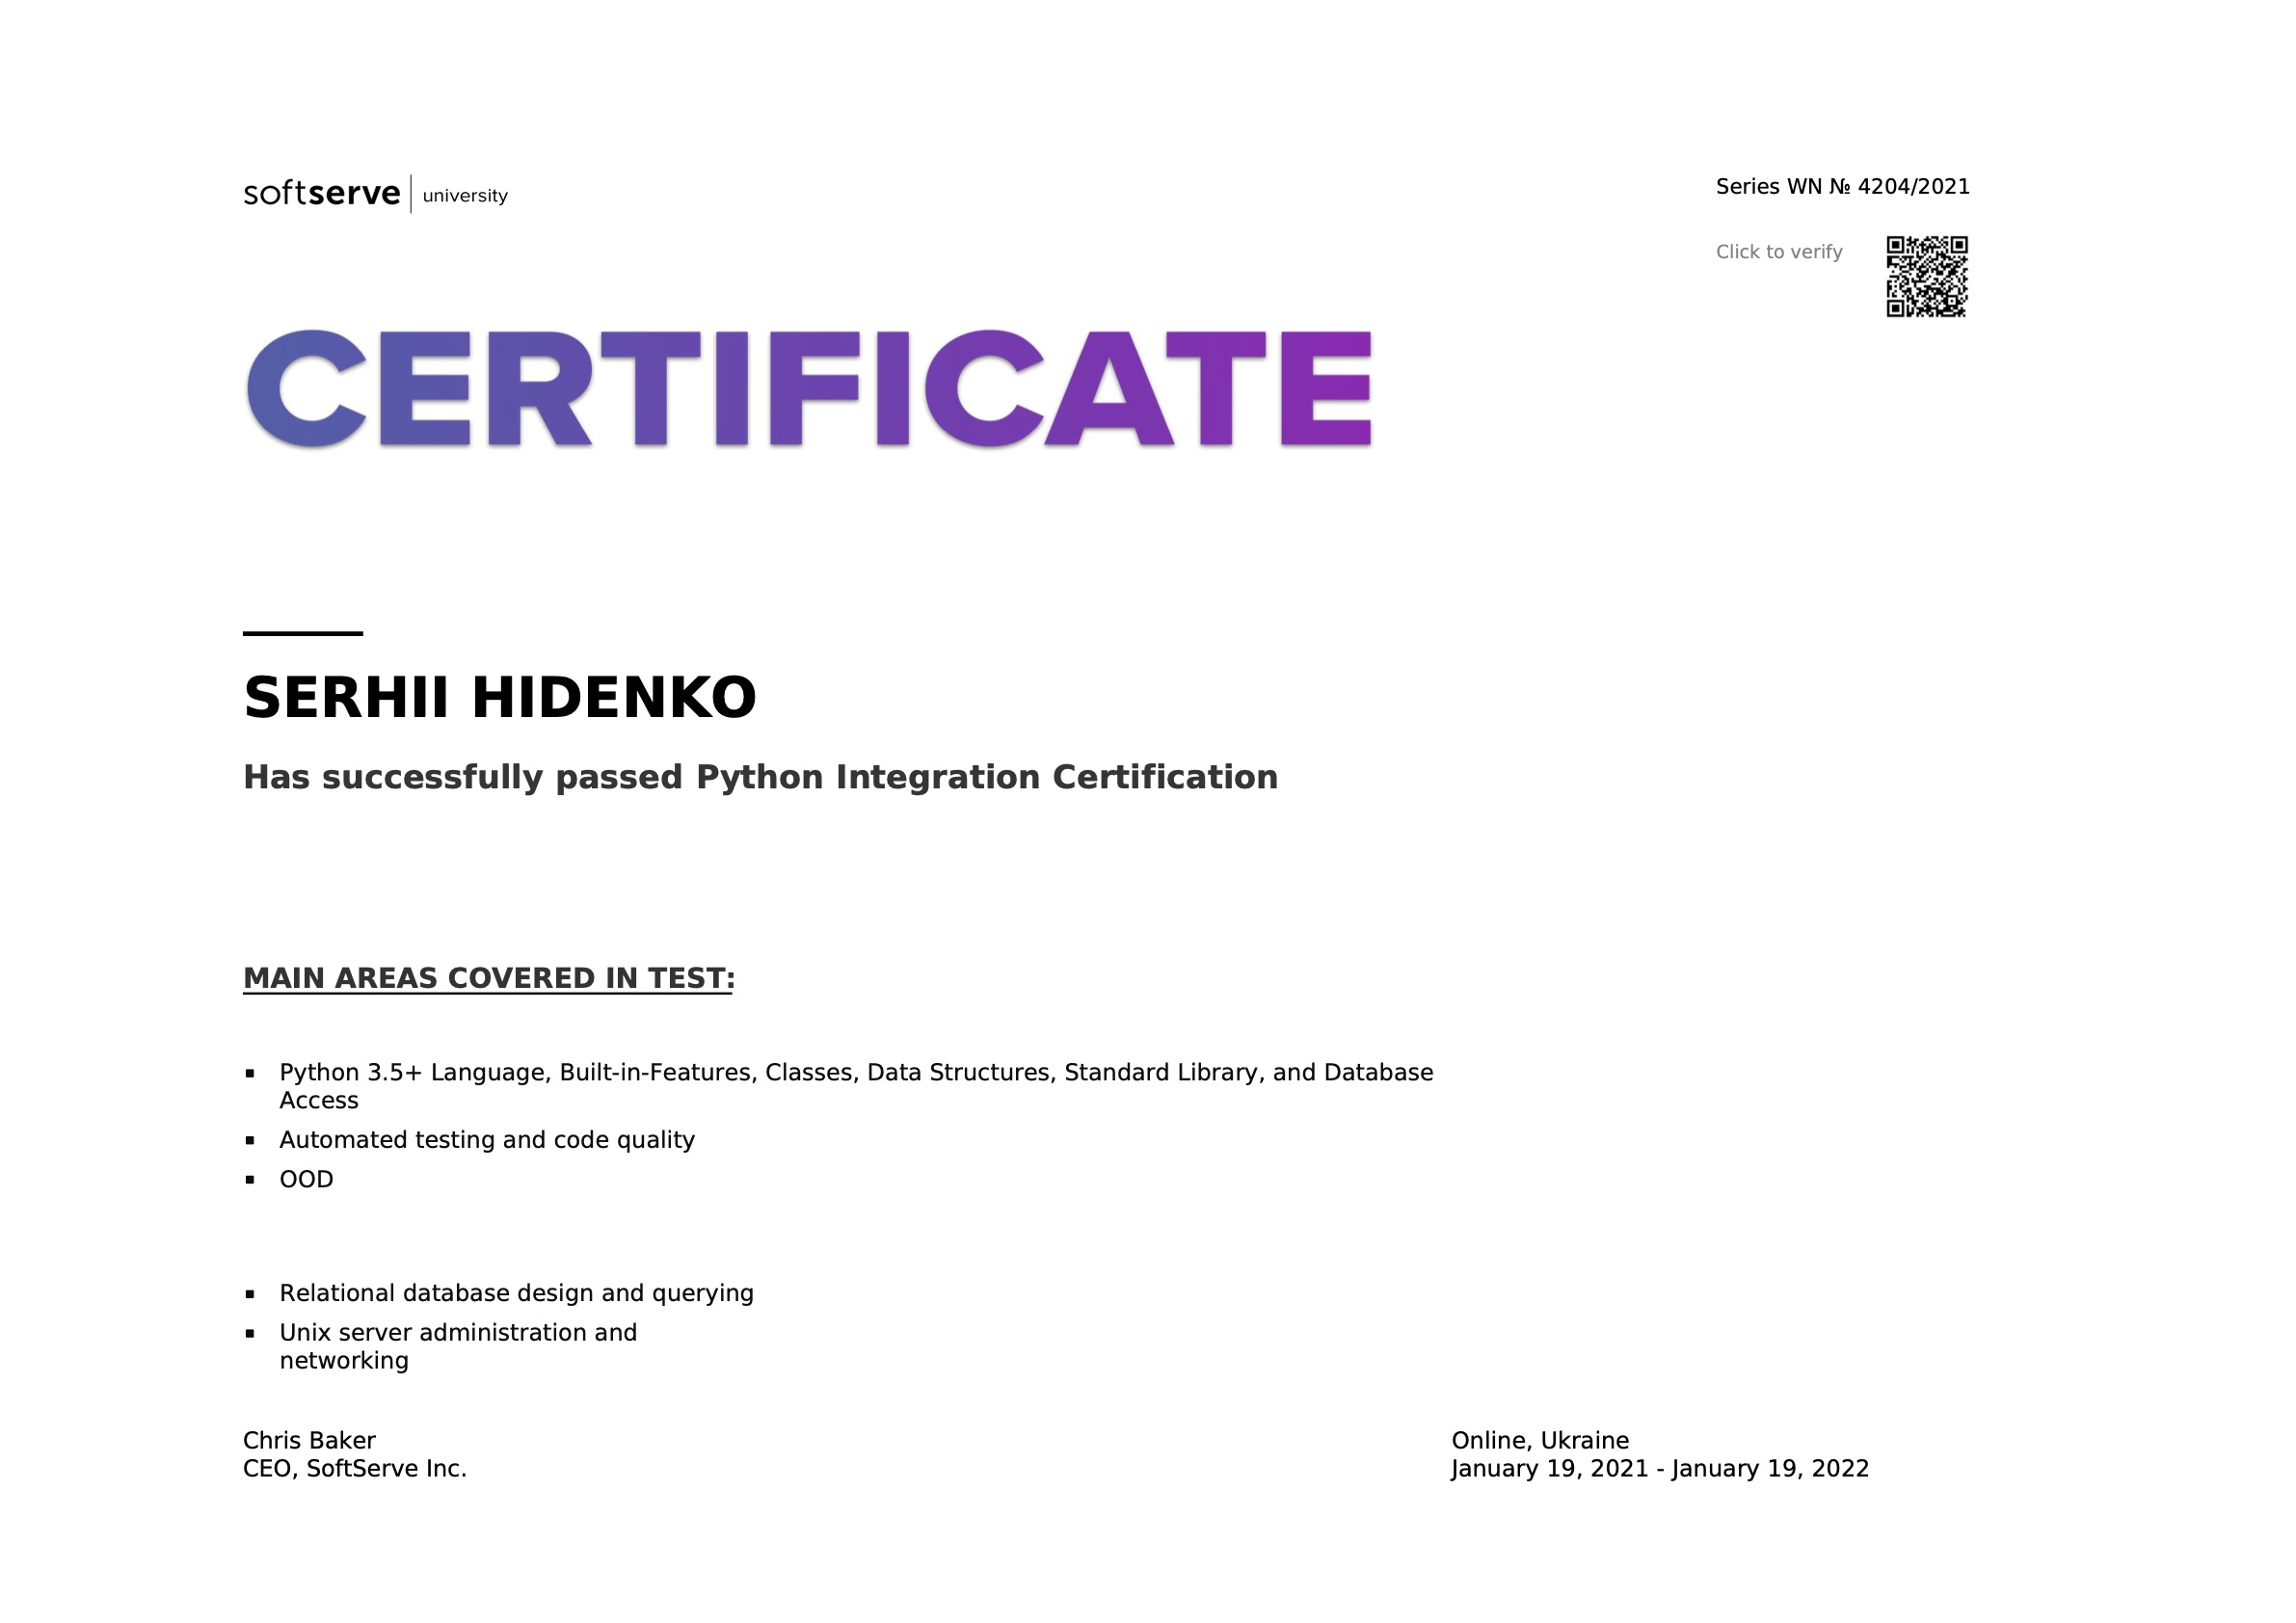 softserve university
Series WN № 4204/2021
Click to verify
CERTIFICATE
SERHII HIDENKO
Has successfully passed Python Integration Certification
MAIN AREAS COVERED IN TEST:
▪ Python 3.5+ Language, Built-in-Features, Classes, Data Structures, Standard Library, and Database
Access
▪ Automated testing and code quality
▪ OOD
▪ Relational database design and querying
▪ Unix server administration and
networking
Chris Baker
CEO, SoftServe Inc.
Online, Ukraine
January 19, 2021 - January 19, 2022